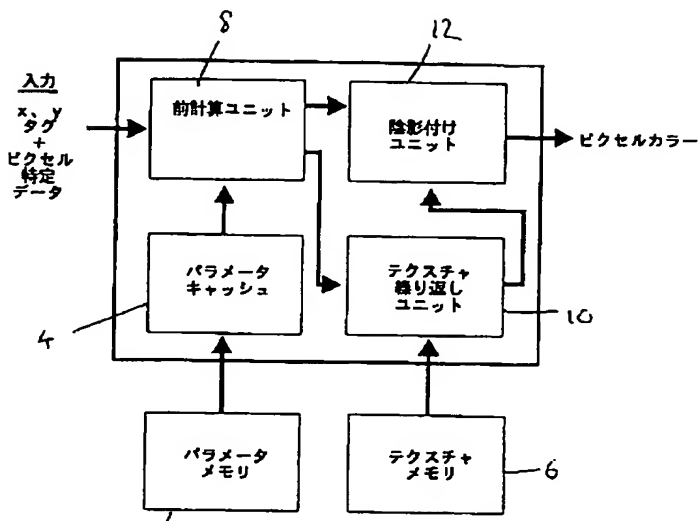 8
12
入力
x、y
タグ
+
ピクセル
特定
データ
前計算ユニット
陰影付け
ユニット
ピクセルカラー
パラメータ
キャッシュ
テクスチャ
繰り返し
ユニット
4
10
パラメータ
メモリ
テクスチャ
メモリ
6